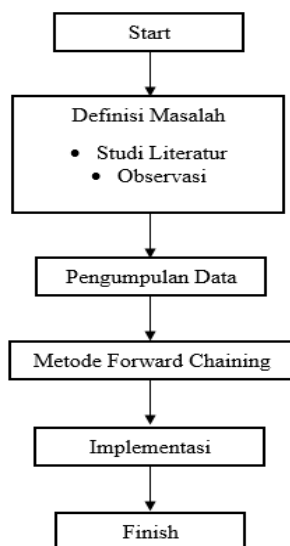 Start
Definisi Masalah
• Studi Literatur
• Observasi
Pengumpulan Data
Metode Forward Chaining
Implementasi
Finish